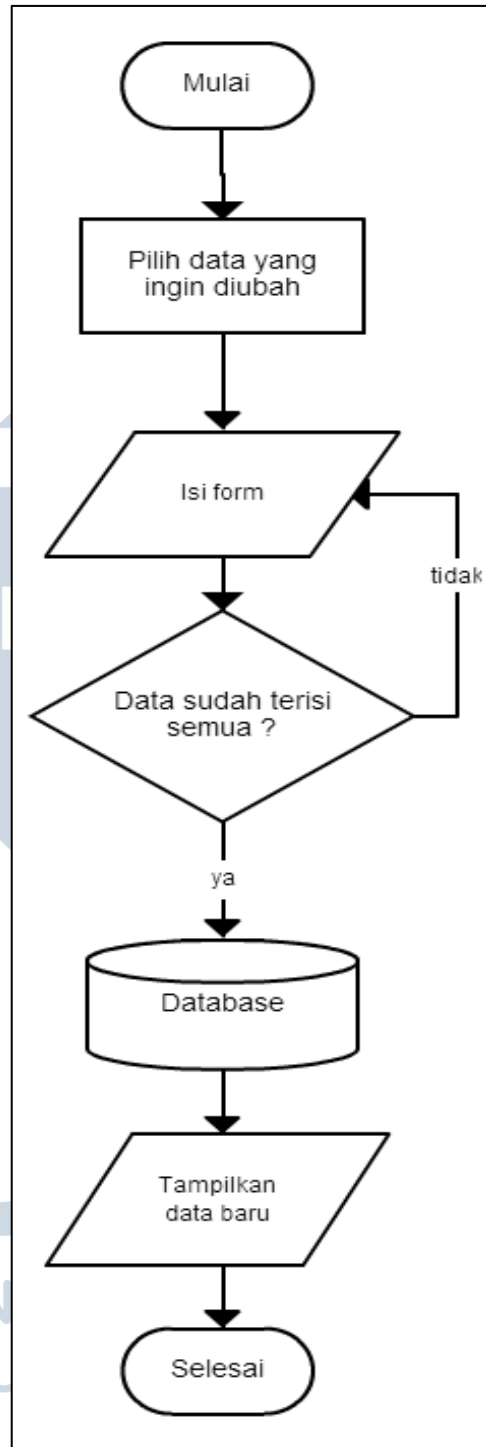 Mulai
Pilih data yang
ingin diubah
Isi form
tidak
Data sudah terisi
semua ?
ya
Database
Tampilkan
data baru
Selesai